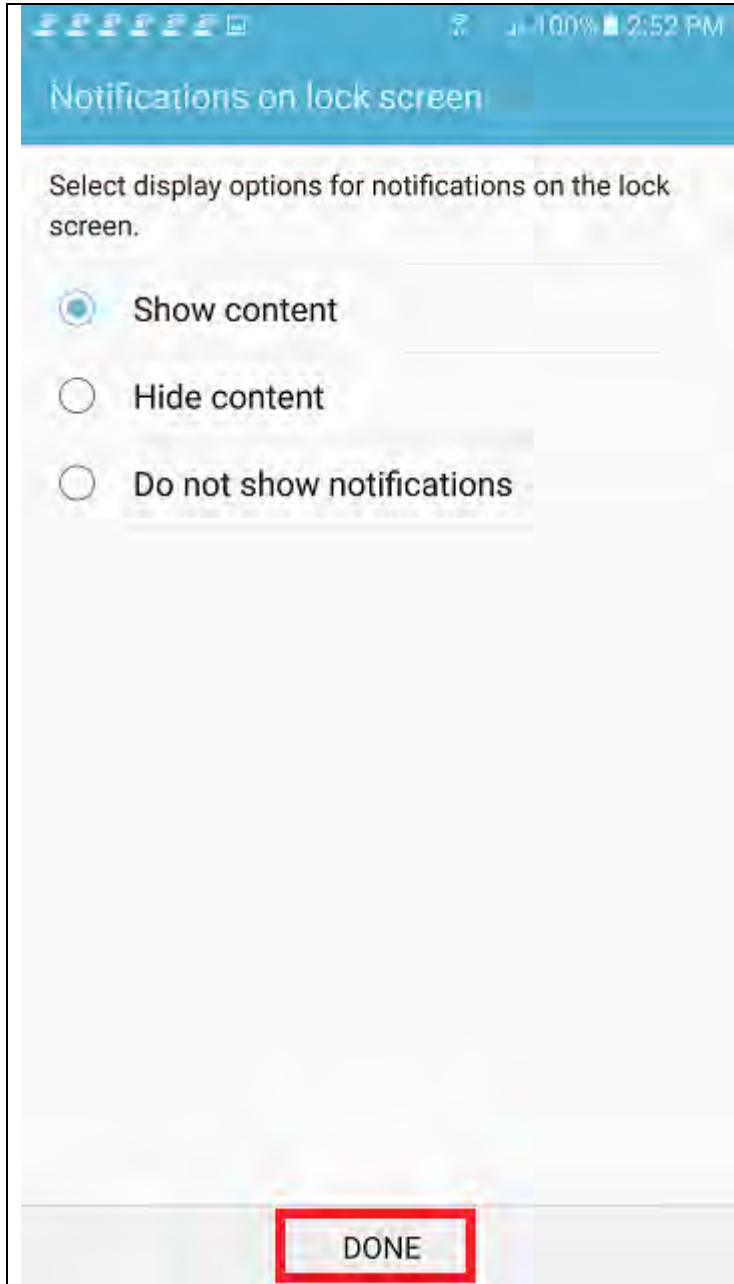 100% 2:52 PM
Notifications on lock screen
Select display options for notifications on the lock
screen.
Show content
Hide content
Do not show notifications
DONE